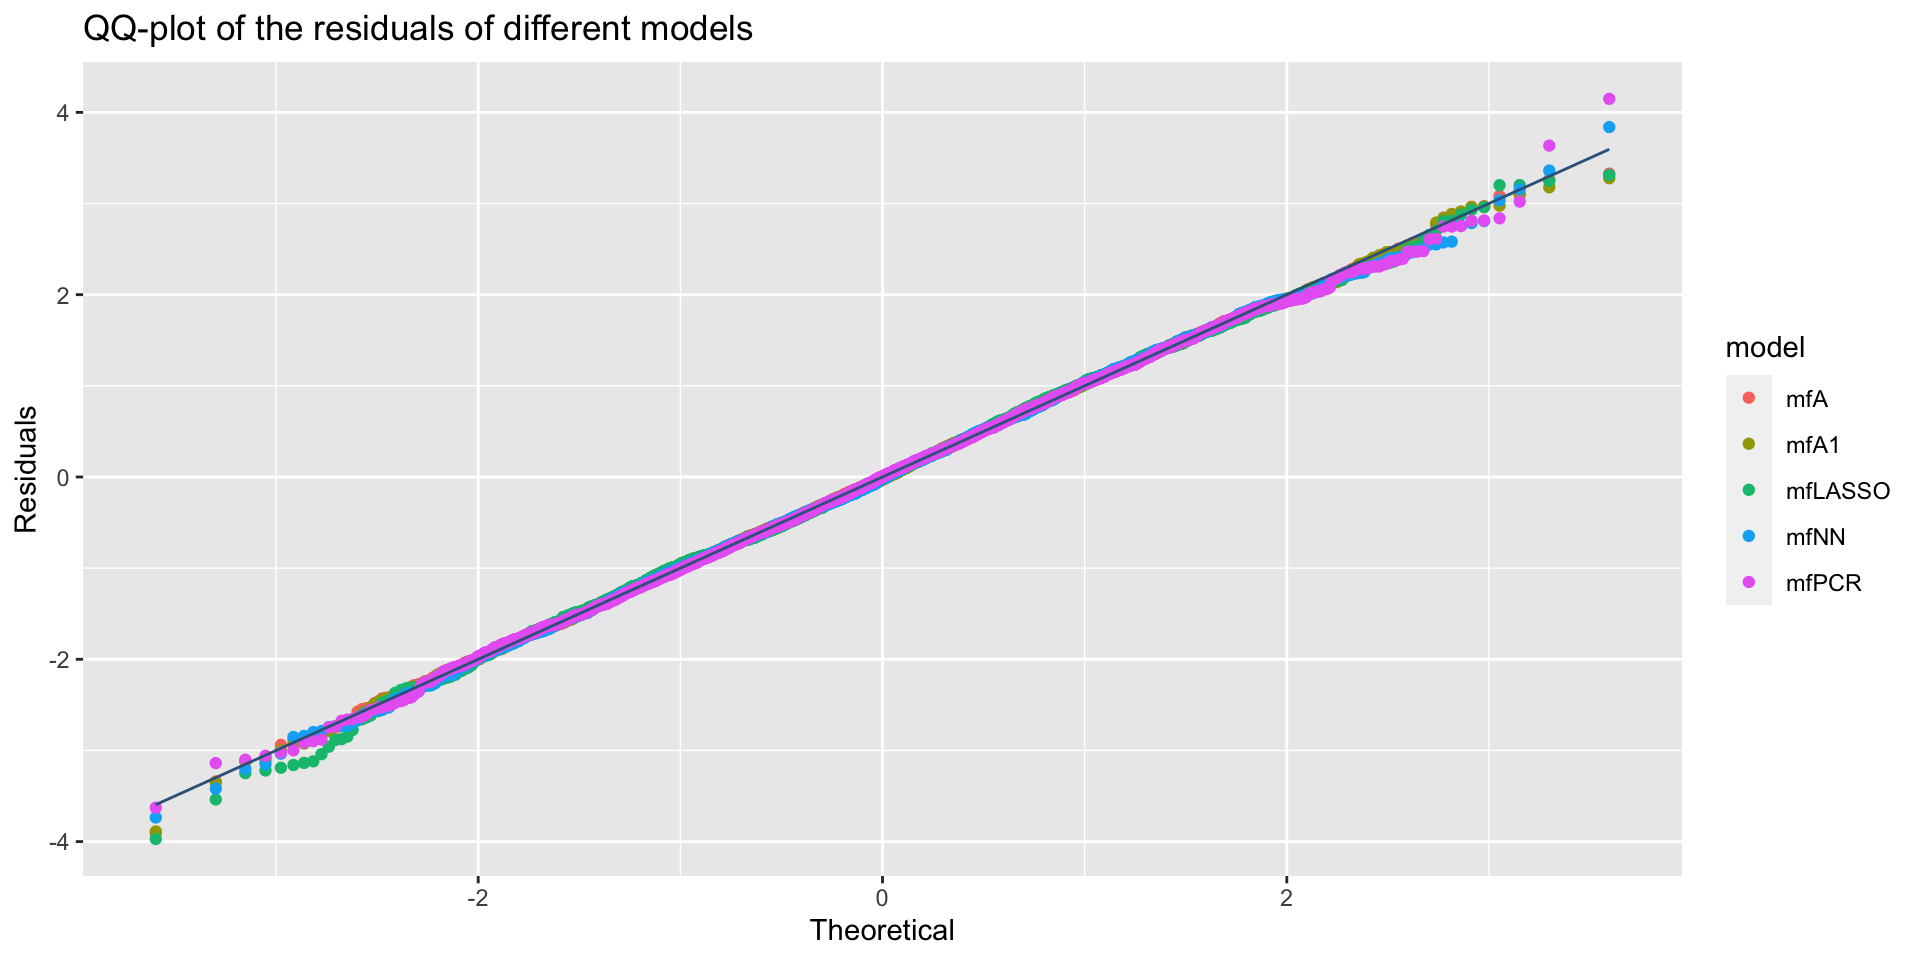 QQ-plot of the residuals of different models
4
2
0
-2
-4
Residuals
-2
0
2
Theoretical
model
mfA
mfA1
mfLASSO
mfNN
mfPCR